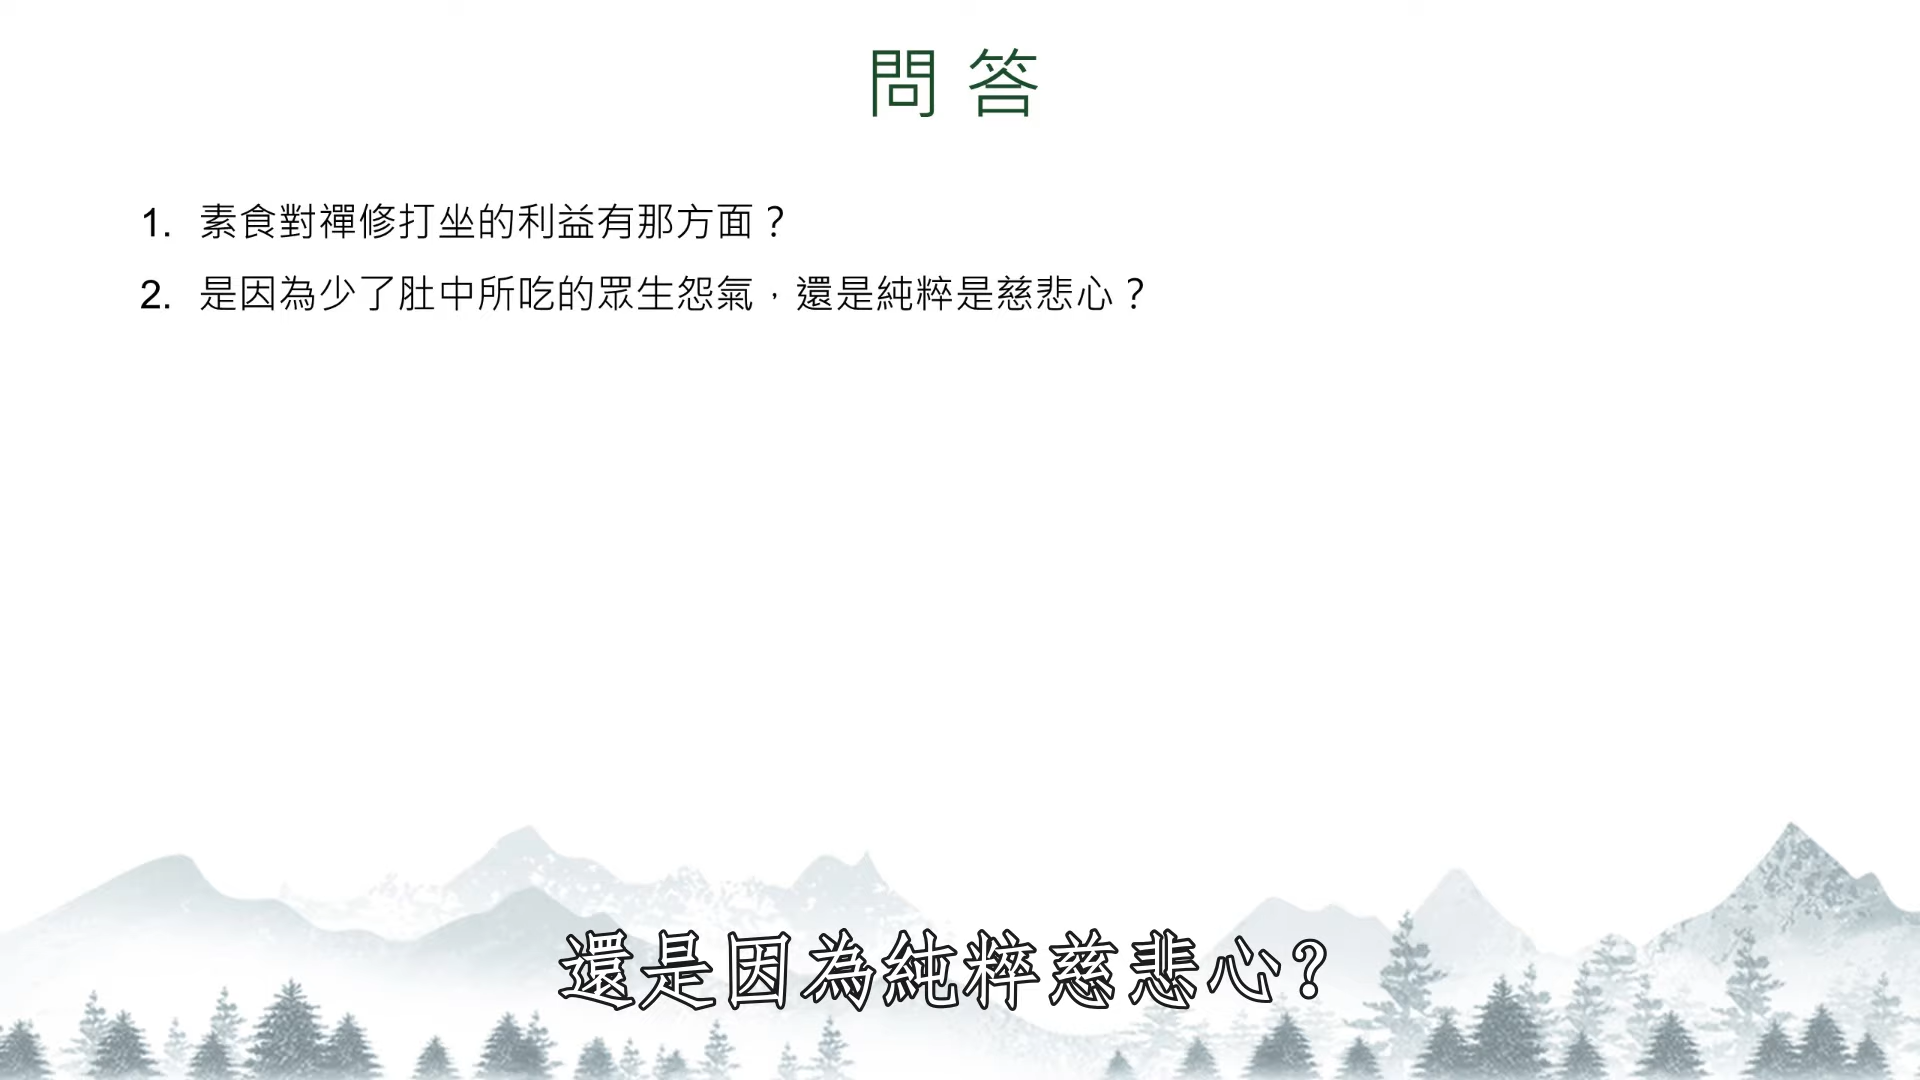 問答
1. 素食對禪修打坐的利益有那方面？
2. 是因為少了肚中所吃的眾生怨氣，還是純粹是慈悲心？
還是因為純粹慈悲心?